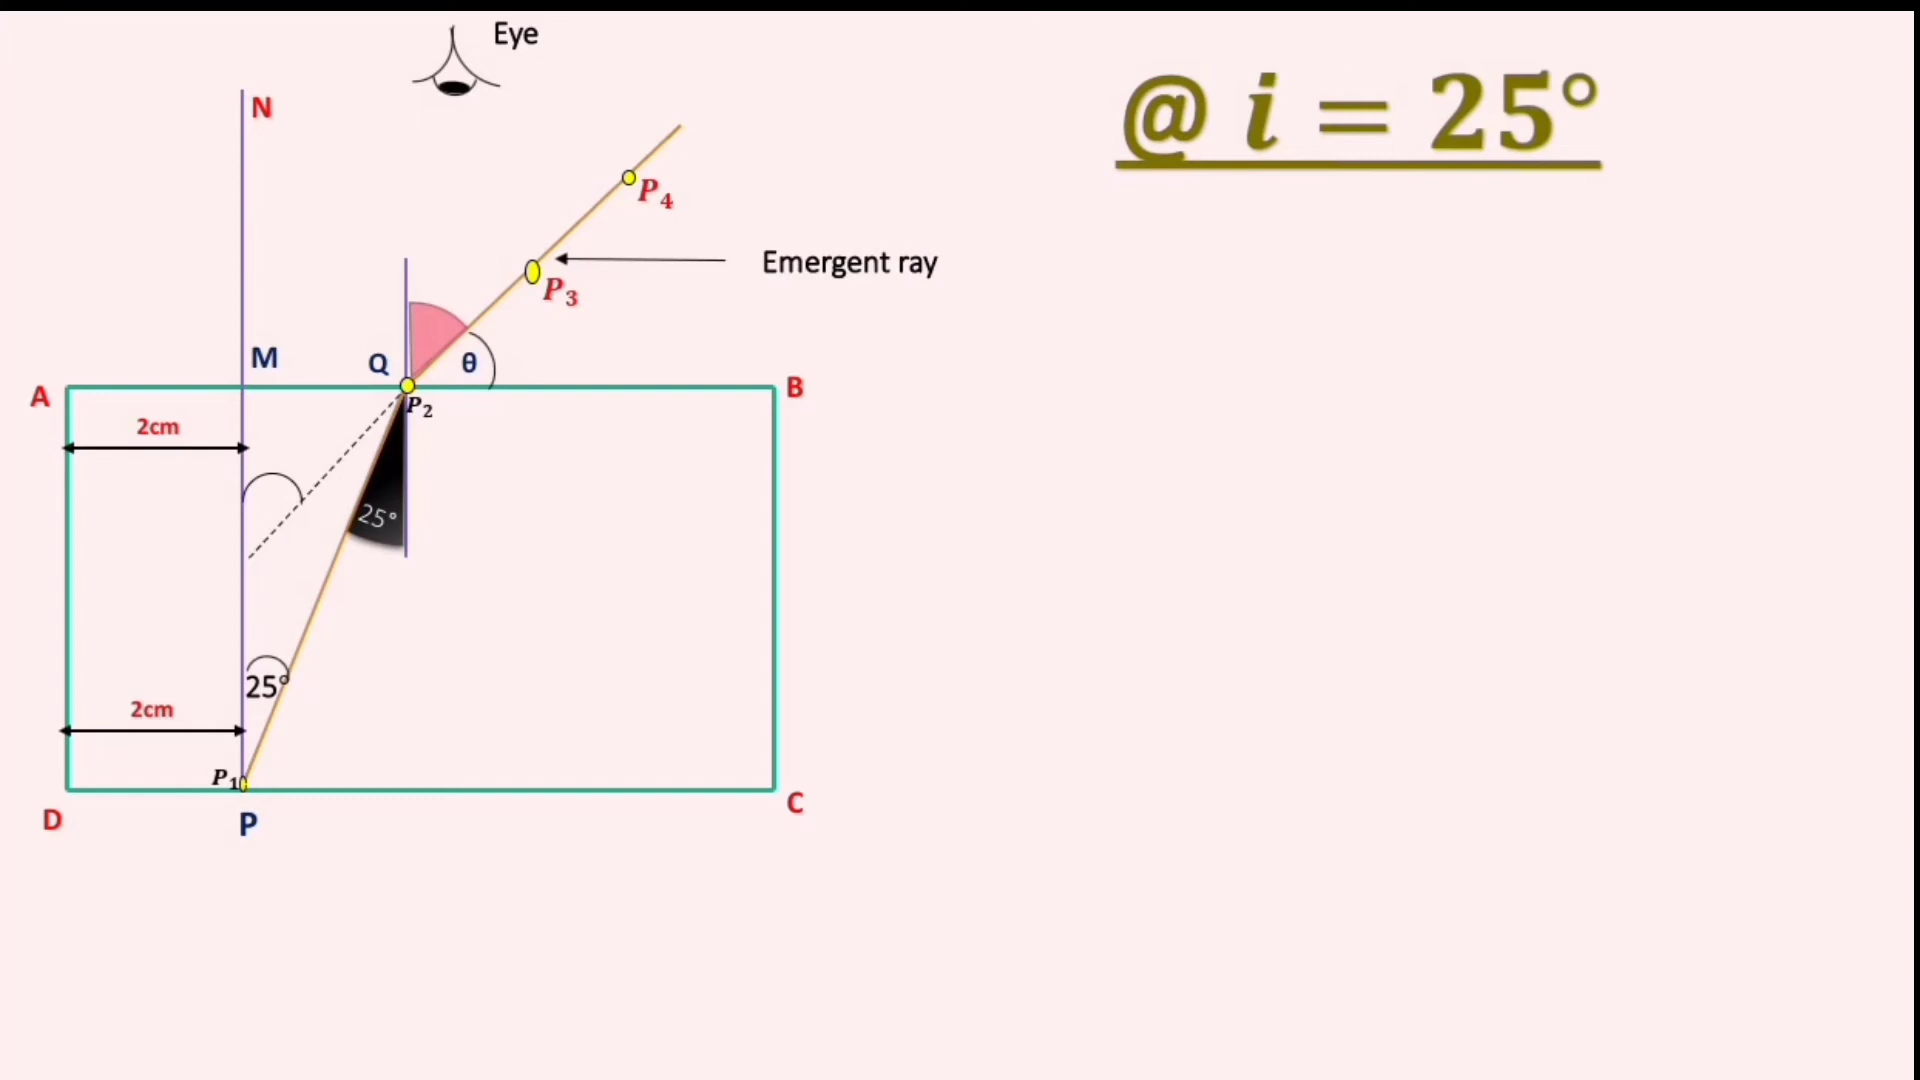 Eye
@ i = 25°
N
P₄
Emergent ray
P₃
M
Q
θ
A
B
P₂
2cm
25°
25°
2cm
P₁
D
P
C